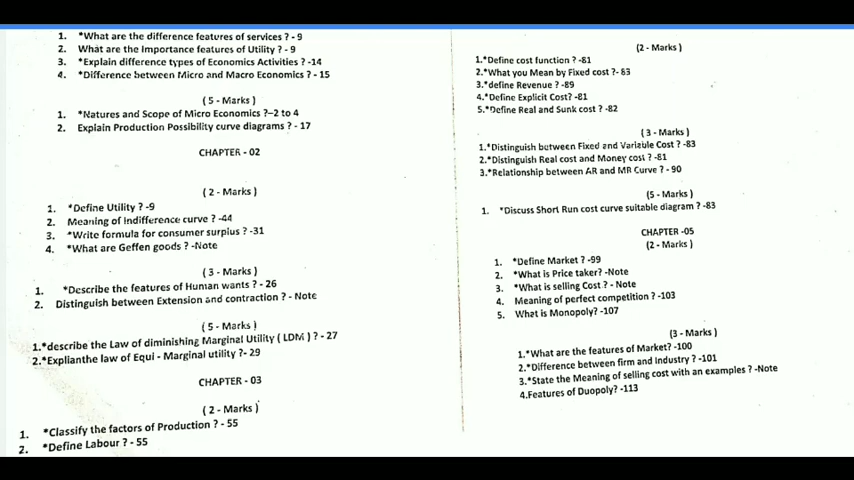 1. *What are the difference features of services ? - 9
2. What are the Importance features of Utility ? - 9
3. *Explain difference types of Economics Activities ? -14
4. *Difference between Micro and Macro Economics ? - 15
( 5 - Marks )
1. *Natures and Scope of Micro Economics ?–2 to 4
2. Explain Production Possibility curve diagrams ? - 17
CHAPTER - 02
( 2 - Marks )
1. *Define Utility ? -9
2. Meaning of Indifference curve ? -44
3. *Write formula for consumer surplus ? -31
4. *What are Geffen goods ? -Note
( 3 - Marks )
1. *Describe the features of Human wants ? - 26
2. Distinguish between Extension and contraction ? - Note
( 5 - Marks )
1.*describe the Law of diminishing Marginal Utility ( LDM ) ? - 27
2.*Explianthe law of Equi - Marginal utility ?- 29
CHAPTER - 03
( 2 - Marks )
1. *Classify the factors of Production ? - 55
2. *Define Labour ? - 55
(2 - Marks )
1.*Define cost function ? -81
2.*What you Mean by Fixed cost ?- 83
3.*define Revenue ? -89
4.*Define Explicit Cost? -81
5.*Define Real and Sunk cost ? -82
( 3 - Marks )
1.*Distinguish between Fixed and Variable Cost ? -83
2.*Distinguish Real cost and Money cost ? -81
3.*Relationship between AR and MR Curve ? - 90
(5 - Marks )
1. *Discuss Short Run cost curve suitable diagram ? -83
CHAPTER -05
(2 - Marks )
1. *Define Market ? -99
2. *What is Price taker? -Note
3. *What is selling Cost ? - Note
4. Meaning of perfect competition ? -103
5. What is Monopoly? -107
(3 - Marks )
1.*What are the features of Market? -100
2.*Difference between firm and Industry ? -101
3.*State the Meaning of selling cost with an examples ? -Note
4.Features of Duopoly? -113